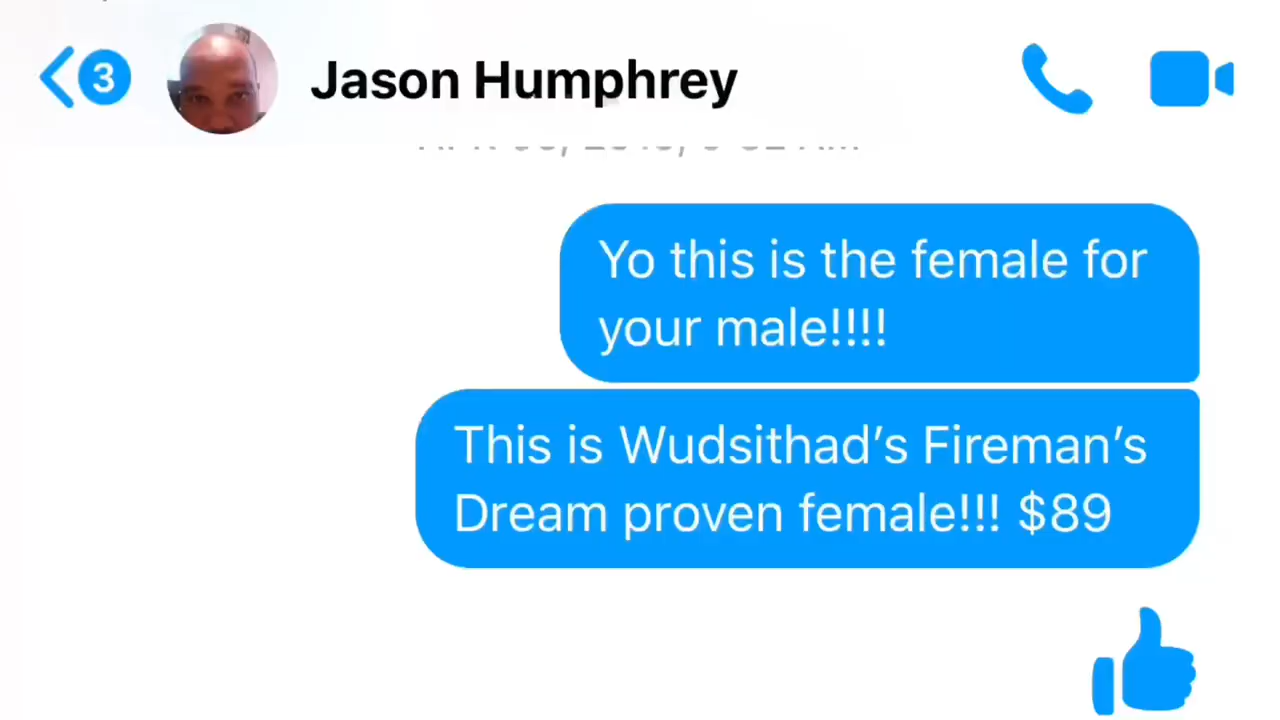 3
Jason Humphrey
Yo this is the female for
your male!!!!
This is Wudsithad’s Fireman’s
Dream proven female!!! $89